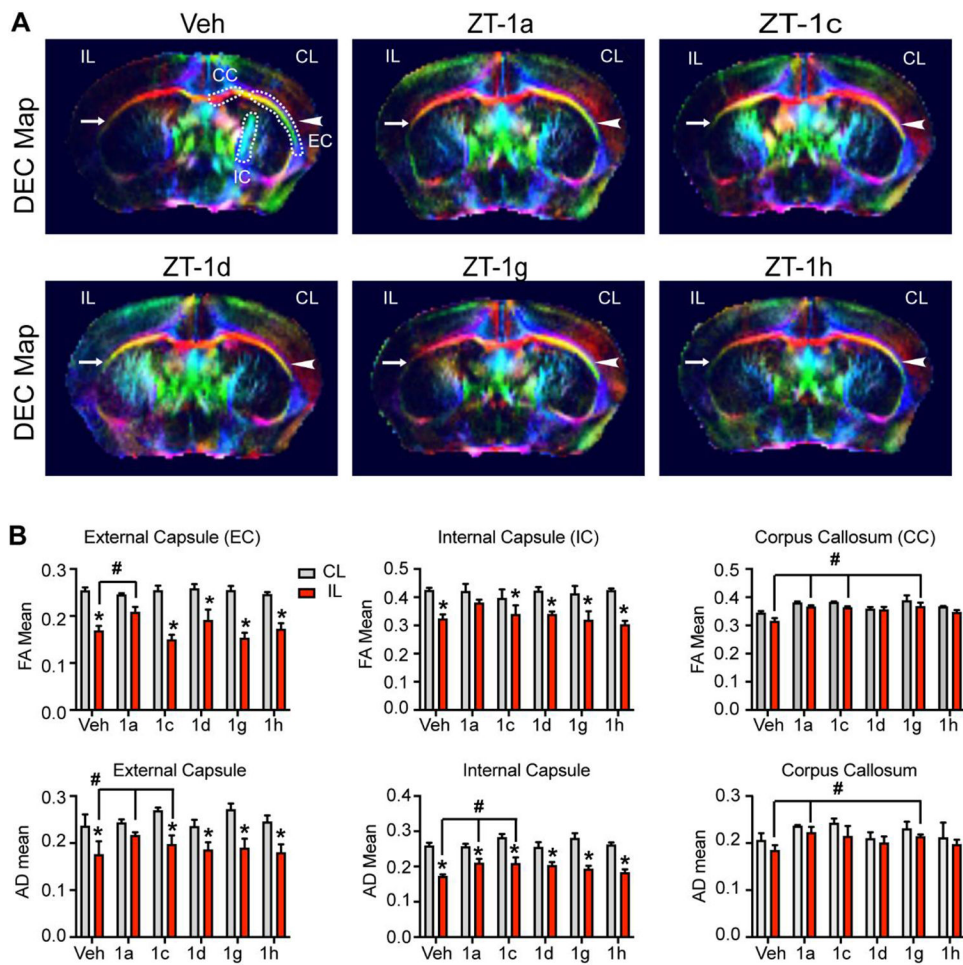 A
Veh ZT-1a ZT-1c
DEC Map
IL CL IL CL IL CL
CC
EC
IC
ZT-1d ZT-1g ZT-1h
DEC Map
IL CL IL CL IL CL
B
External Capsule (EC) Internal Capsule (IC) Corpus Callosum (CC)
CL
IL
FA Mean
0.3
0.2
0.1
0.0
#
* * * * *
Veh 1a 1c 1d 1g 1h
FA Mean
0.5
0.4
0.3
0.2
0.1
0.0
* * * * *
Veh 1a 1c 1d 1g 1h
FA Mean
0.5
0.4
0.3
0.2
0.1
0.0
#
Veh 1a 1c 1d 1g 1h
External Capsule Internal Capsule Corpus Callosum
AD mean
0.3
0.2
0.1
0.0
#
* * * * *
Veh 1a 1c 1d 1g 1h
AD Mean
0.4
0.3
0.2
0.1
0.0
#
* * * * * *
Veh 1a 1c 1d 1g 1h
AD mean
0.3
0.2
0.1
0.0
#
Veh 1a 1c 1d 1g 1h